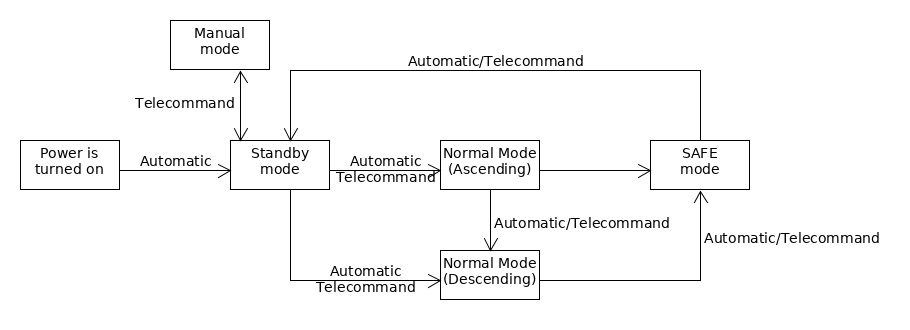 Manual
mode
Automatic/Telecommand
Telecommand
Power is
turned on
Automatic
Standby
mode
Automatic
Telecommand
Normal Mode
(Ascending)
SAFE
mode
Automatic/Telecommand
Automatic/Telecommand
Normal Mode
(Descending)
Automatic
Telecommand